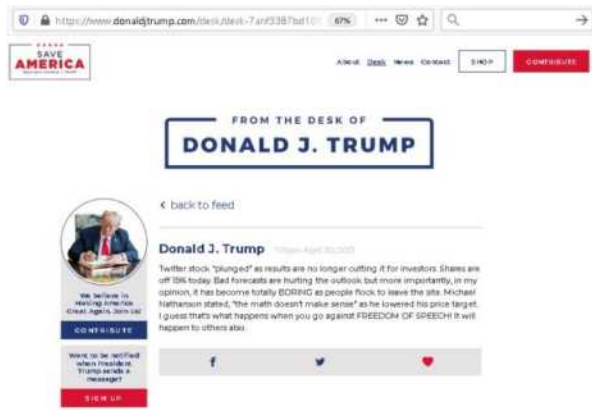 https://www.donaldjtrump.com/desk/desk-7anf3387bd10
67%
SAVE
AMERICA
About Desk News Contact SHOP CONTRIBUTE
FROM THE DESK OF
DONALD J. TRUMP
< back to feed
Donald J. Trump
Twitter stock "plunged" as results are no longer cutting it for investors. Shares are
off 15% today. Bad forecasts are hurting the outlook but more importantly, in my
opinion, it has become totally BORING as people flock to leave the site. Michael
Nathanson stated, "the math doesn't make sense" as he lowered his price target.
I guess that's what happens when you go against FREEDOM OF SPEECH! It will
happen to others also.
We believe in
Making America
Great Again. Join Us!
CONTRIBUTE
Want to be notified
when President
Trump sends a
message?
SIGN UP